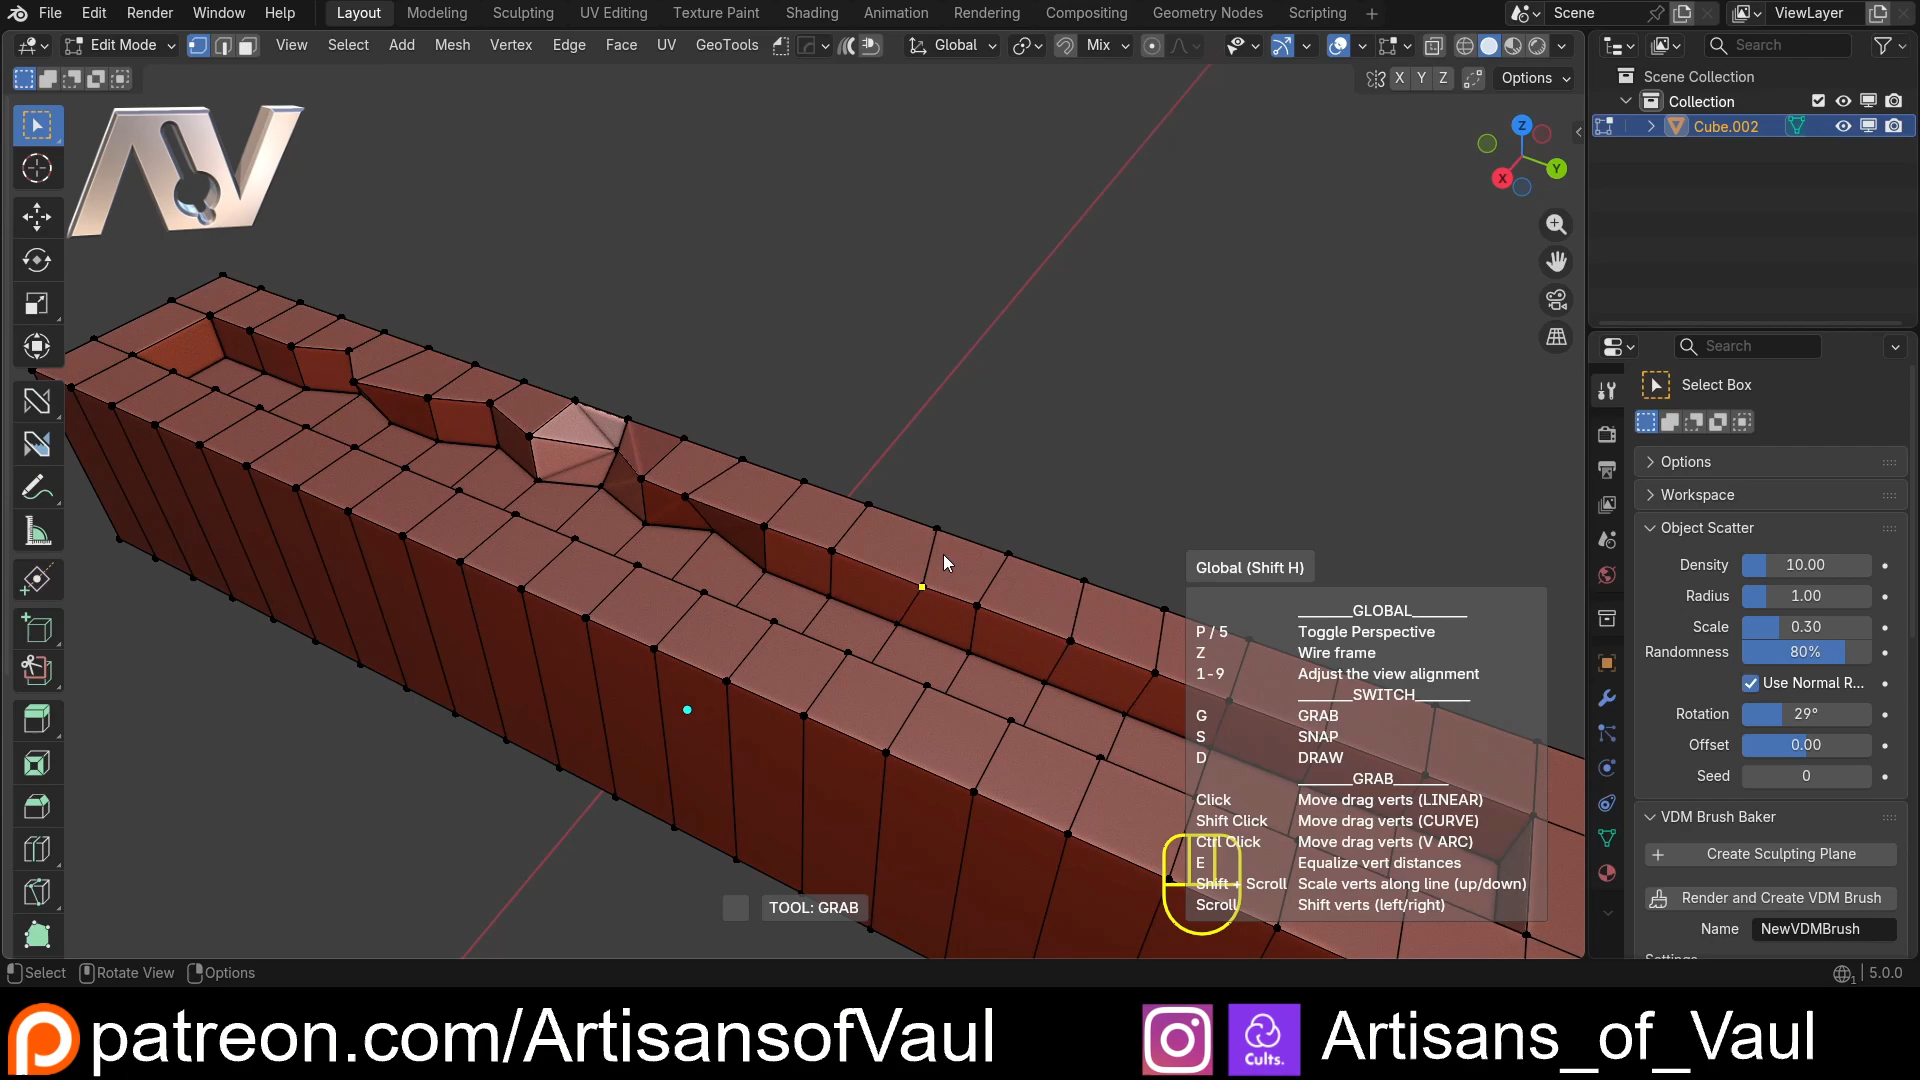 File Edit Render Window Help Layout Modeling Sculpting UV Editing Texture Paint Shading Animation Rendering Compositing Geometry Nodes Scripting + Scene ViewLayer
Edit Mode View Select Add Mesh Vertex Edge Face UV GeoTools Global Mix Search
X Y Z Options
Scene Collection
Collection
Cube.002
Z
Y
X
Search
Select Box
Options
Workspace
Object Scatter
Density 10.00
Radius 1.00
Scale 0.30
Randomness 80%
Use Normal R...
Rotation 29°
Offset 0.00
Seed 0
VDM Brush Baker
Create Sculpting Plane
Render and Create VDM Brush
Name NewVDMBrush
Global (Shift H)
______GLOBAL______
P / 5 Toggle Perspective
Z Wire frame
1-9 Adjust the view alignment
______SWITCH______
G GRAB
S SNAP
D DRAW
______GRAB______
Click Move drag verts (LINEAR)
Shift Click Move drag verts (CURVE)
Ctrl Click Move drag verts (V ARC)
E Equalize vert distances
Shift + Scroll Scale verts along line (up/down)
Scroll Shift verts (left/right)
TOOL: GRAB
Select Rotate View Options 5.0.0
patreon.com/ArtisansofVaul Cults. Artisans_of_Vaul